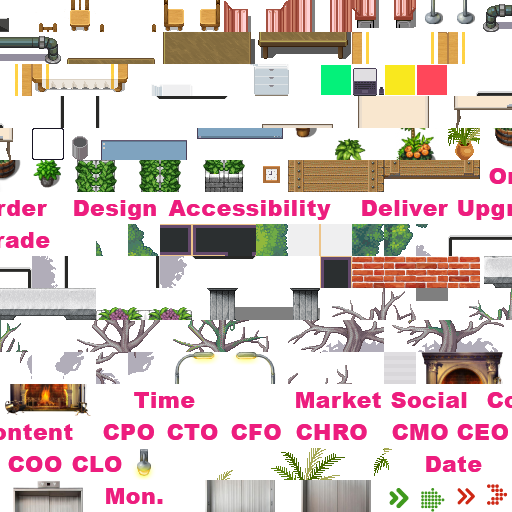 Or
rder Design Accessibility Deliver Upgr
rade
Time Market Social Co
ontent CPO CTO CFO CHRO CMO CEO
COO CLO Date
Mon.